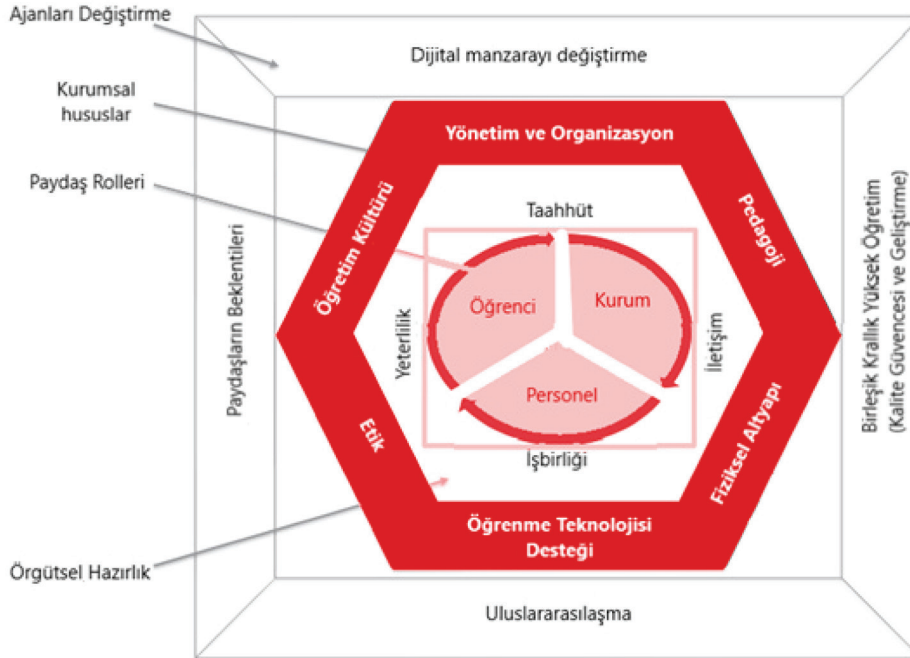 Ajanları Değiştirme
Dijital manzarayı değiştirme
Kurumsal
hususlar
Yönetim ve Organizasyon
Paydaş Rolleri
Taahhüt
Öğretim Kültürü
Pedagoji
Öğrenci
Kurum
Paydaşların Beklentileri
Yeterlilik
İletişim
Birleşik Krallık Yüksek Öğretim
(Kalite Güvencesi ve Geliştirme)
Personel
Etik
Fiziksel Altyapı
İşbirliği
Öğrenme Teknolojisi
Desteği
Örgütsel Hazırlık
Uluslararasılaşma